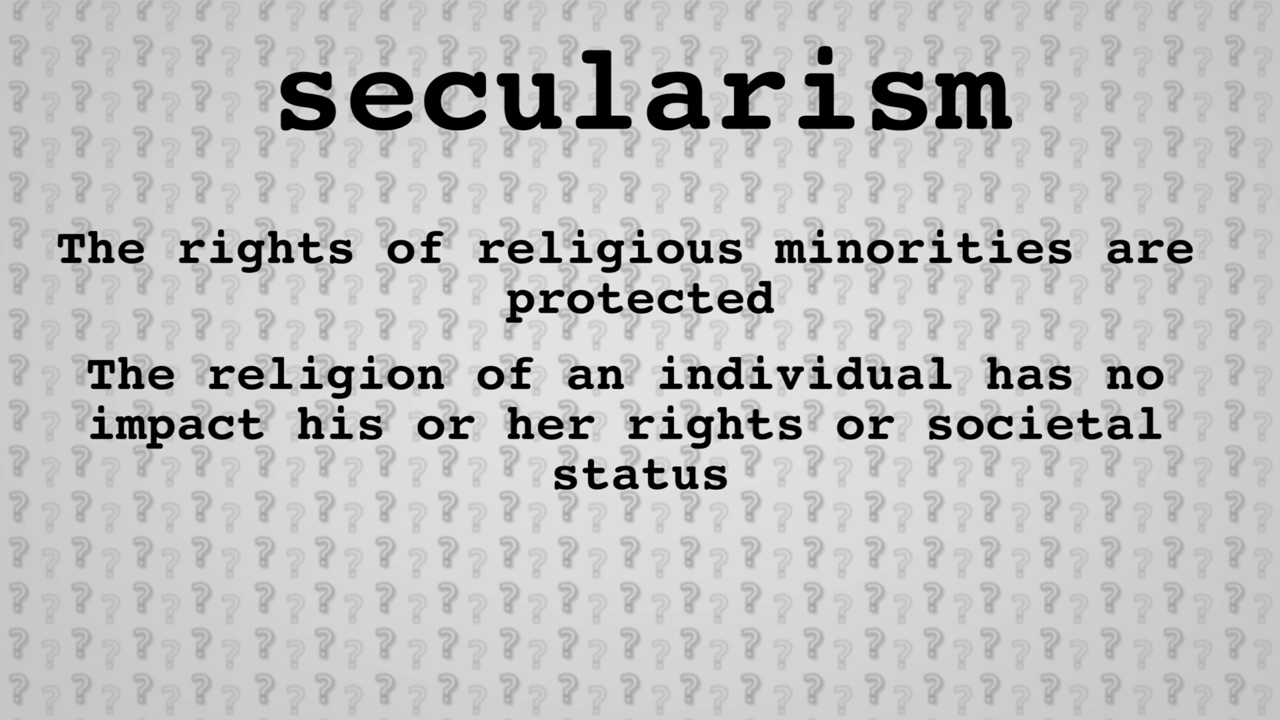 secularism
The rights of religious minorities are
protected
The religion of an individual has no
impact his or her rights or societal
status